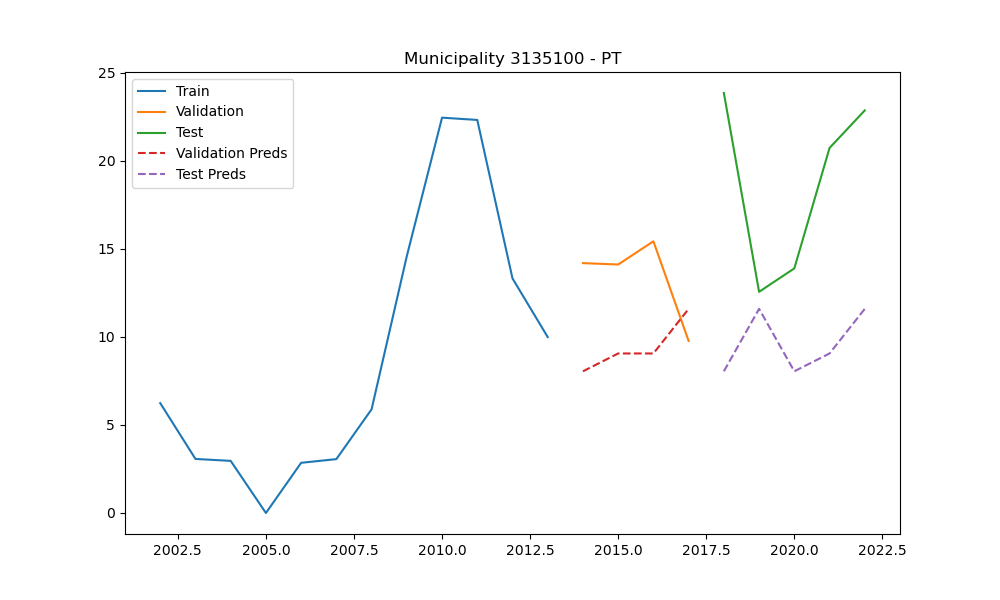 Municipality 3135100 - PT
Train
Validation
Test
Validation Preds
Test Preds
25
20
15
10
5
0
2002.5 2005.0 2007.5 2010.0 2012.5 2015.0 2017.5 2020.0 2022.5